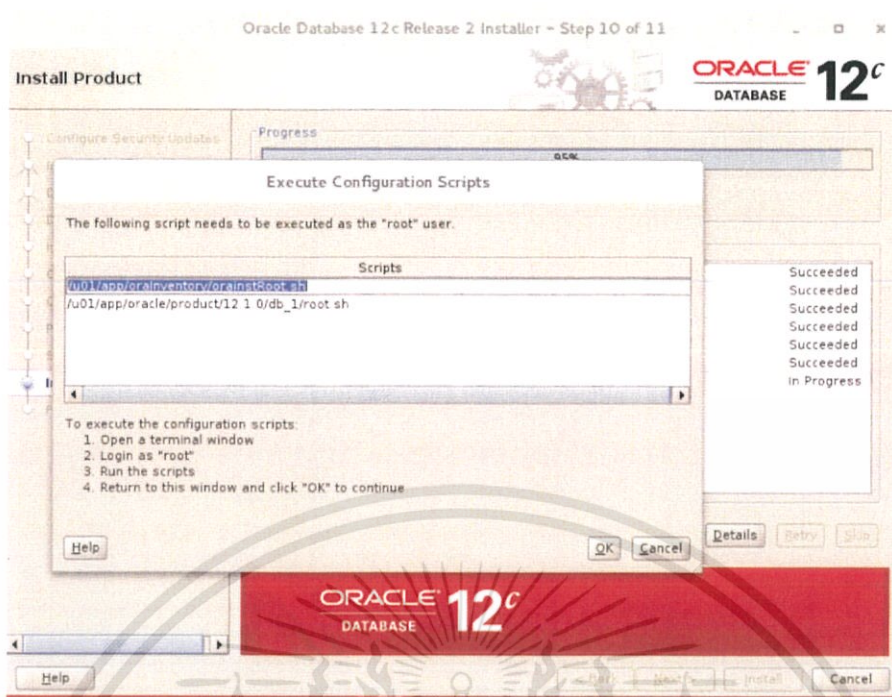 Oracle Database 12c Release 2 Installer - Step 10 of 11
Install Product
ORACLE
DATABASE
12c
Configure Security Updates
Progress
95%
Execute Configuration Scripts
The following script needs to be executed as the "root" user.
Scripts
/u01/app/oraInventory/orainstRoot sh
/u01/app/oracle/product/12 1 0/db_1/root sh
Succeeded
Succeeded
Succeeded
Succeeded
Succeeded
Succeeded
In Progress
To execute the configuration scripts:
1. Open a terminal window
2. Login as "root"
3. Run the scripts
4. Return to this window and click "OK" to continue
Help
OK
Cancel
Details
Retry
Skip
ORACLE
DATABASE
12c
Help
< Back
Next >
Install
Cancel